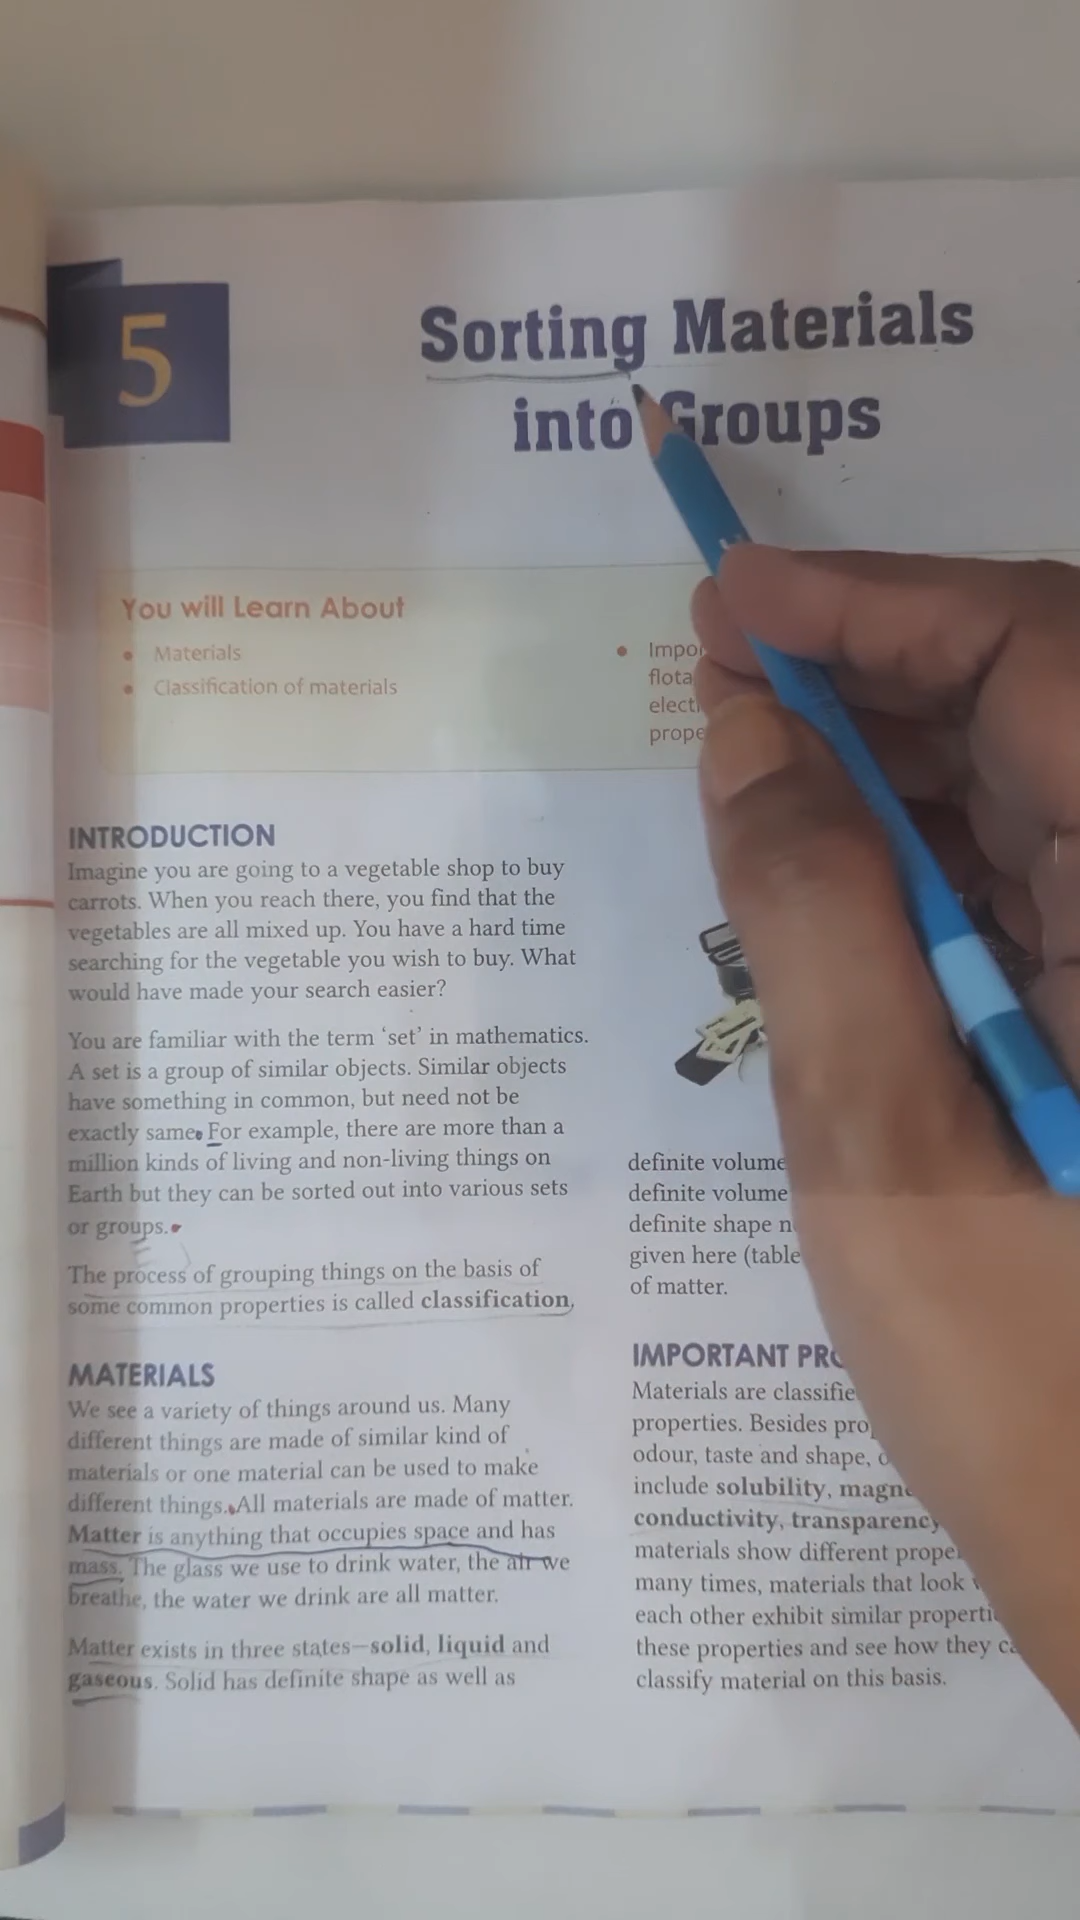 5
Sorting Materials
into Groups
You will Learn About
• Materials
• Classification of materials
•
INTRODUCTION
Imagine you are going to a vegetable shop to buy
carrots. When you reach there, you find that the
vegetables are all mixed up. You have a hard time
searching for the vegetable you wish to buy. What
would have made your search easier?
You are familiar with the term ‘set’ in mathematics.
A set is a group of similar objects. Similar objects
have something in common, but need not be
exactly same. For example, there are more than a
million kinds of living and non-living things on
Earth but they can be sorted out into various sets
or groups.
The process of grouping things on the basis of
some common properties is called classification.
MATERIALS
We see a variety of things around us. Many
different things are made of similar kind of
materials or one material can be used to make
different things. All materials are made of matter.
Matter is anything that occupies space and has
mass. The glass we use to drink water, the air we
breathe, the water we drink are all matter.
Matter exists in three states—solid, liquid and
gaseous. Solid has definite shape as well as
definite volume
definite volume
definite shape
given here (table
of matter.
IMPORTANT
Materials are
properties. Besides
odour, taste and shape,
include solubility,
conductivity, transparency
materials show different
many times, materials that look
each other exhibit similar
these properties and see how they
classify material on this basis.